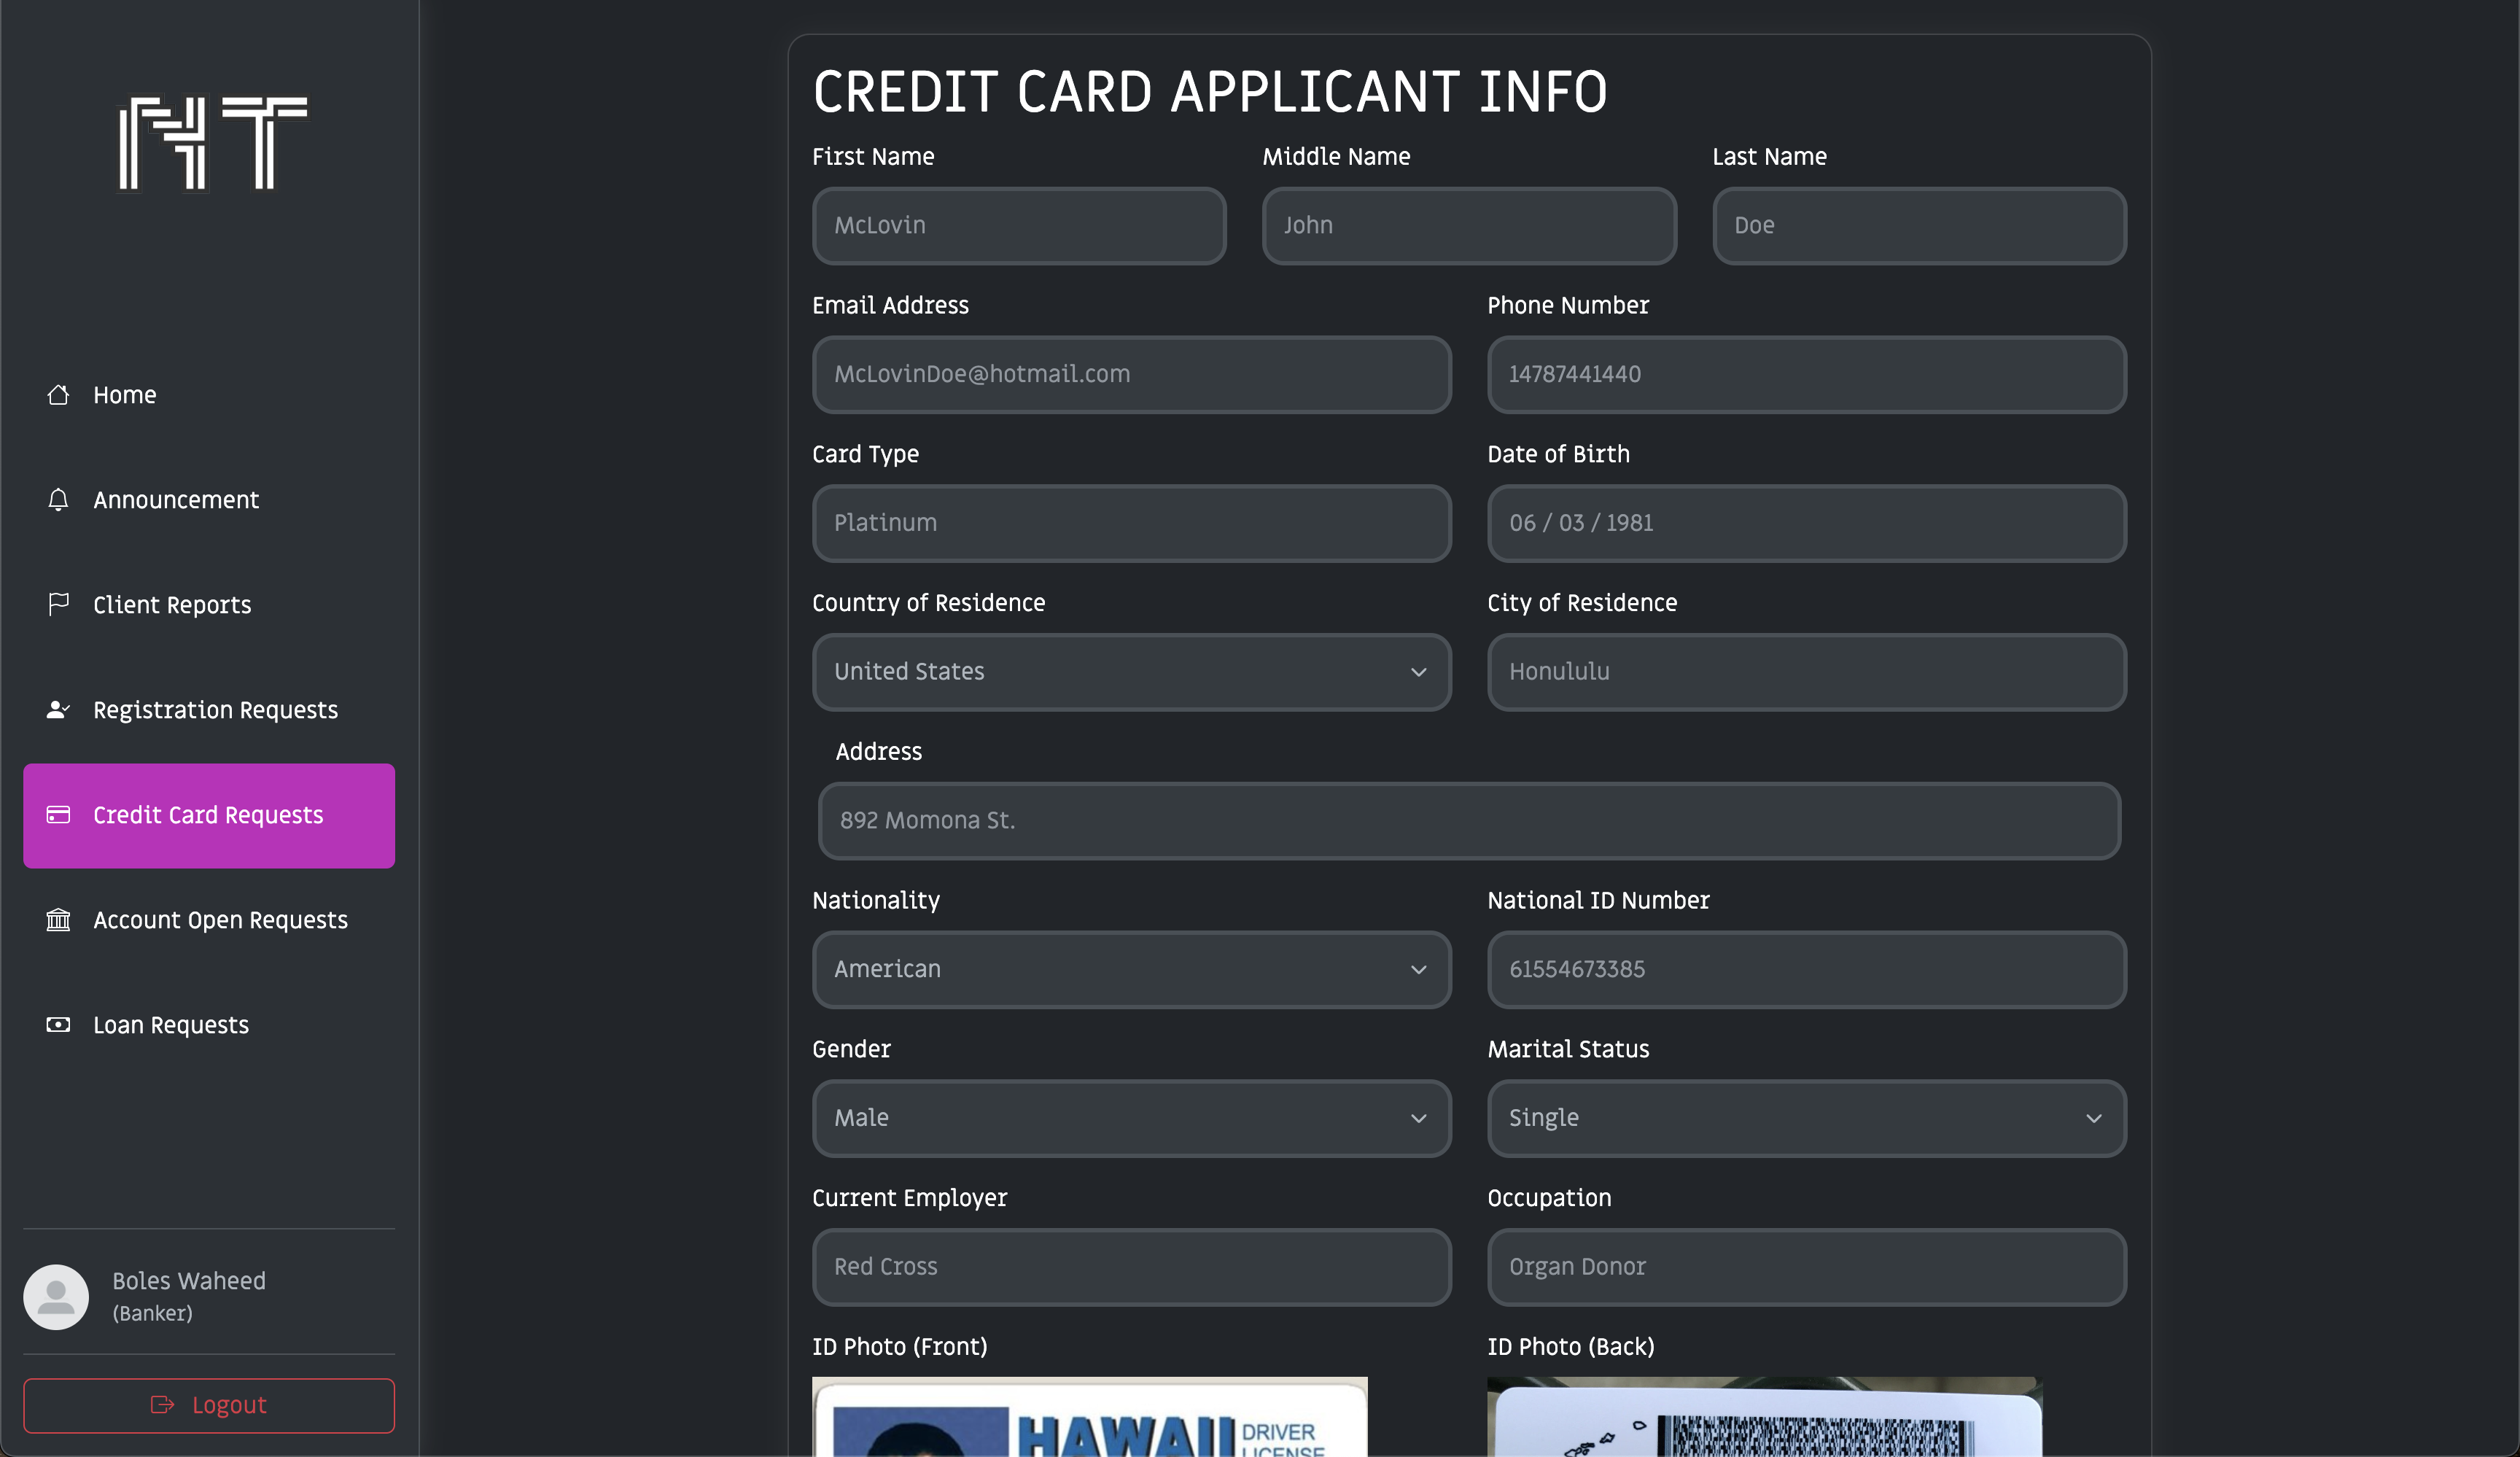 NT
Home
Announcement
Client Reports
Registration Requests
Credit Card Requests
Account Open Requests
Loan Requests
Boles Waheed
(Banker)
Logout
CREDIT CARD APPLICANT INFO
First Name Middle Name Last Name
McLovin John Doe
Email Address Phone Number
McLovinDoe@hotmail.com 14787441440
Card Type Date of Birth
Platinum 06 / 03 / 1981
Country of Residence City of Residence
United States Honululu
Address
892 Momona St.
Nationality National ID Number
American 61554673385
Gender Marital Status
Male Single
Current Employer Occupation
Red Cross Organ Donor
ID Photo (Front) ID Photo (Back)
HAWAII DRIVER
LICENSE